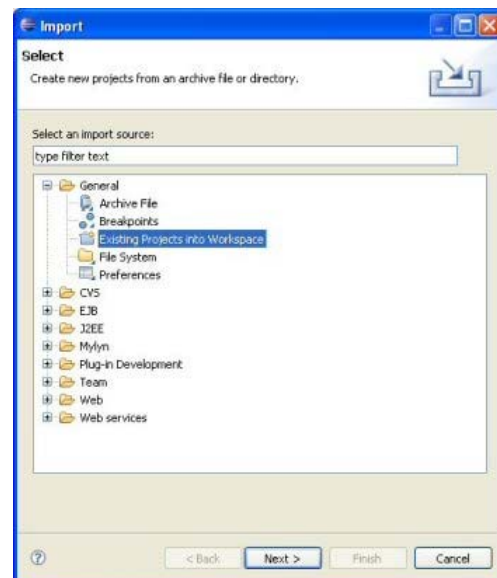 Import
Select
Create new projects from an archive file or directory.
Select an import source:
type filter text
General
Archive File
Breakpoints
Existing Projects into Workspace
File System
Preferences
CVS
EJB
J2EE
Mylyn
Plug-in Development
Team
Web
Web services
?
< Back
Next >
Finish
Cancel